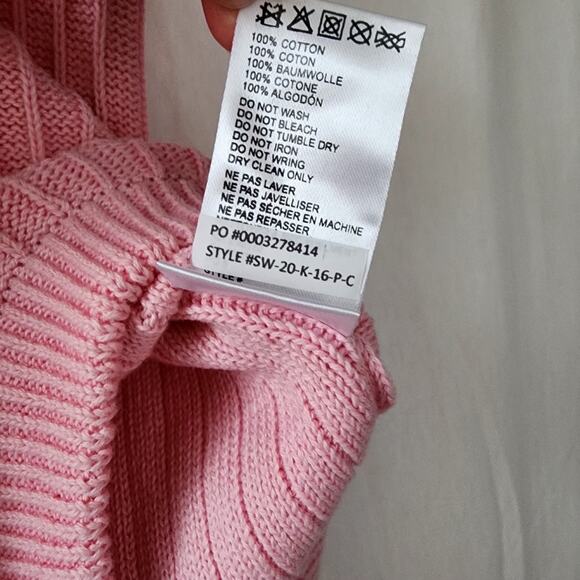 100% COTTON
100% COTON
100% BAUMWOLLE
100% COTONE
100% ALGODÓN
DO NOT WASH
DO NOT BLEACH
DO NOT TUMBLE DRY
DO NOT IRON
DO NOT WRING
DRY CLEAN ONLY
NE PAS LAVER
NE PAS JAVELLISER
NE PAS SÉCHER EN MACHINE
NE PAS REPASSER
PO #0003278414
STYLE #SW-20-K-16-P-C
STYLE #